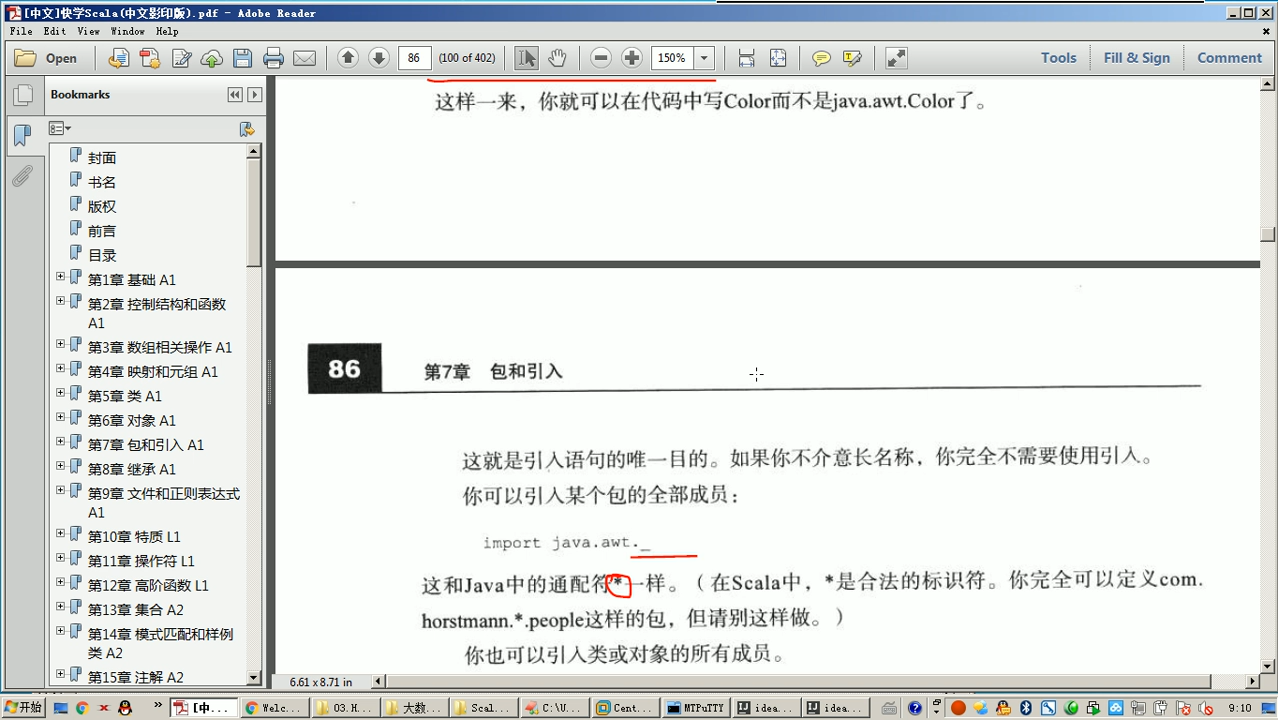 [中文]快学Scala(中文影印版).pdf - Adobe Reader
File Edit View Window Help
Open 86 (100 of 402) 150% Tools Fill & Sign Comment
Bookmarks
封面
书名
版权
前言
目录
第1章 基础 A1
第2章 控制结构和函数
A1
第3章 数组相关操作 A1
第4章 映射和元组 A1
第5章 类 A1
第6章 对象 A1
第7章 包和引入 A1
第8章 继承 A1
第9章 文件和正则表达式
A1
第10章 特质 L1
第11章 操作符 L1
第12章 高阶函数 L1
第13章 集合 A2
第14章 模式匹配和样例
类 A2
第15章 注解 A2
这样一来，你就可以在代码中写Color而不是java.awt.Color了。
86 第7章 包和引入
这就是引入语句的唯一目的。如果你不介意长名称，你完全不需要使用引入。
你可以引入某个包的全部成员：
import java.awt._
这和Java中的通配符*一样。（在Scala中，*是合法的标识符。你完全可以定义com.
horstmann.*.people这样的包，但请别这样做。）
你也可以引入类或对象的所有成员。
6.61 x 8.71 in
开始 [中... Welc... 03.H... 大数... Scal... C:\U... Cent... MTPuTTY idea... idea... 9:10